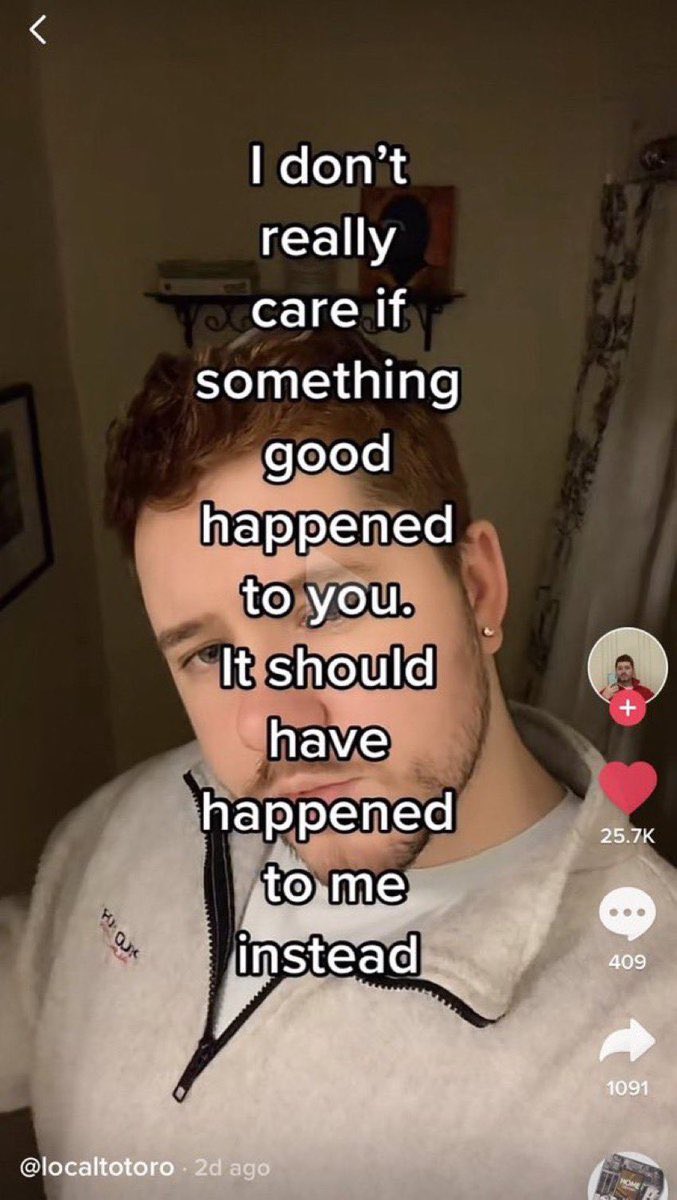 I don’t
really
care if
something
good
happened
to you.
It should
have
happened
to me
instead
25.7K
409
1091
@localtotoro · 2d ago
HOME